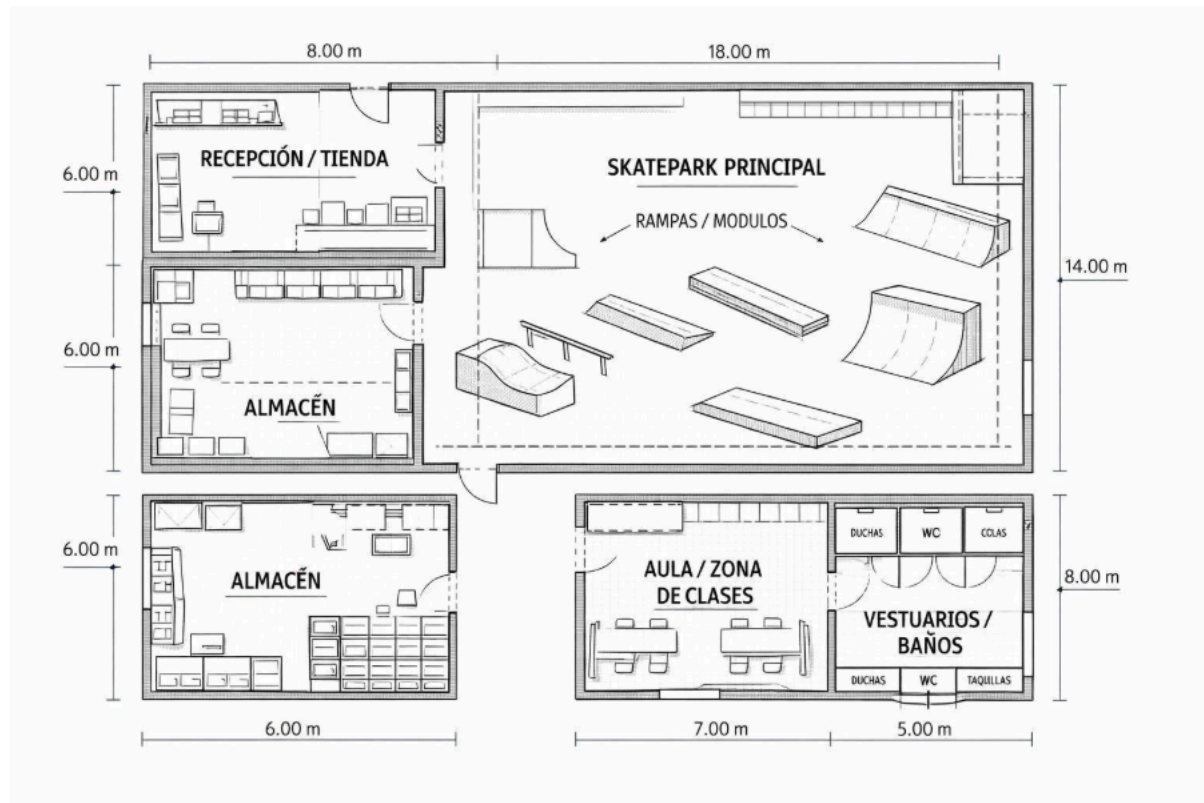 8.00 m
18.00 m
6.00 m
RECEPCIÓN / TIENDA
SKATEPARK PRINCIPAL
RAMPAS / MODULOS
14.00 m
6.00 m
ALMACÉN
6.00 m
ALMACÉN
AULA / ZONA
DE CLASES
DUCHAS
WC
COLAS
8.00 m
VESTUARIOS /
BAÑOS
DUCHAS
WC
TAQUILLAS
6.00 m
7.00 m
5.00 m